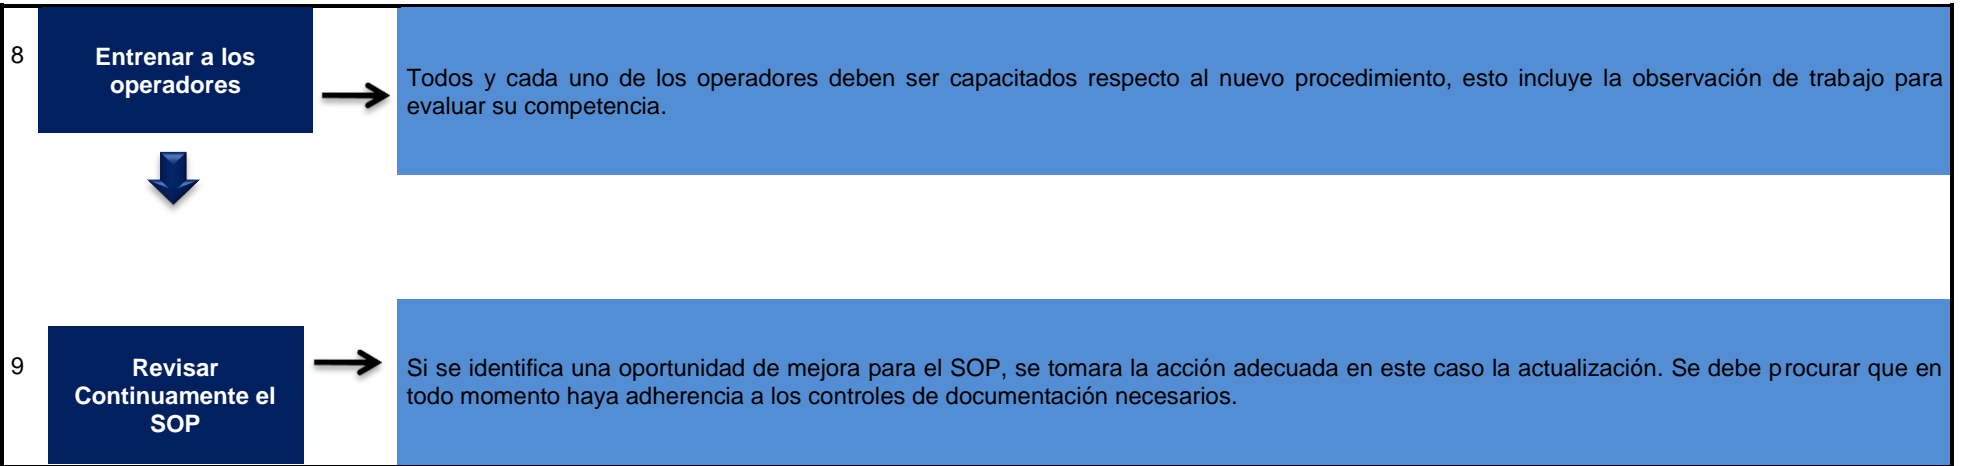 8
Entrenar a los
operadores
Todos y cada uno de los operadores deben ser capacitados respecto al nuevo procedimiento, esto incluye la observación de trabajo para
evaluar su competencia.
9
Revisar
Continuamente el
SOP
Si se identifica una oportunidad de mejora para el SOP, se tomara la acción adecuada en este caso la actualización. Se debe procurar que en
todo momento haya adherencia a los controles de documentación necesarios.